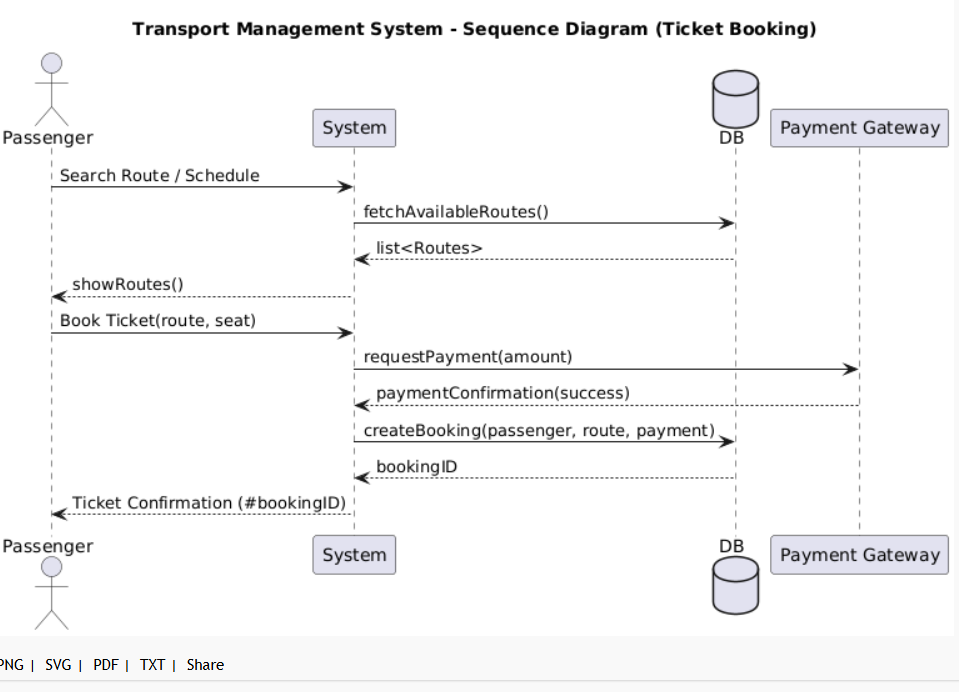 Transport Management System - Sequence Diagram (Ticket Booking)
Passenger
System
DB
Payment Gateway
Search Route / Schedule
fetchAvailableRoutes()
list<Routes>
showRoutes()
Book Ticket(route, seat)
requestPayment(amount)
paymentConfirmation(success)
createBooking(passenger, route, payment)
bookingID
Ticket Confirmation (#bookingID)
Passenger
System
DB
Payment Gateway
PNG | SVG | PDF | TXT | Share